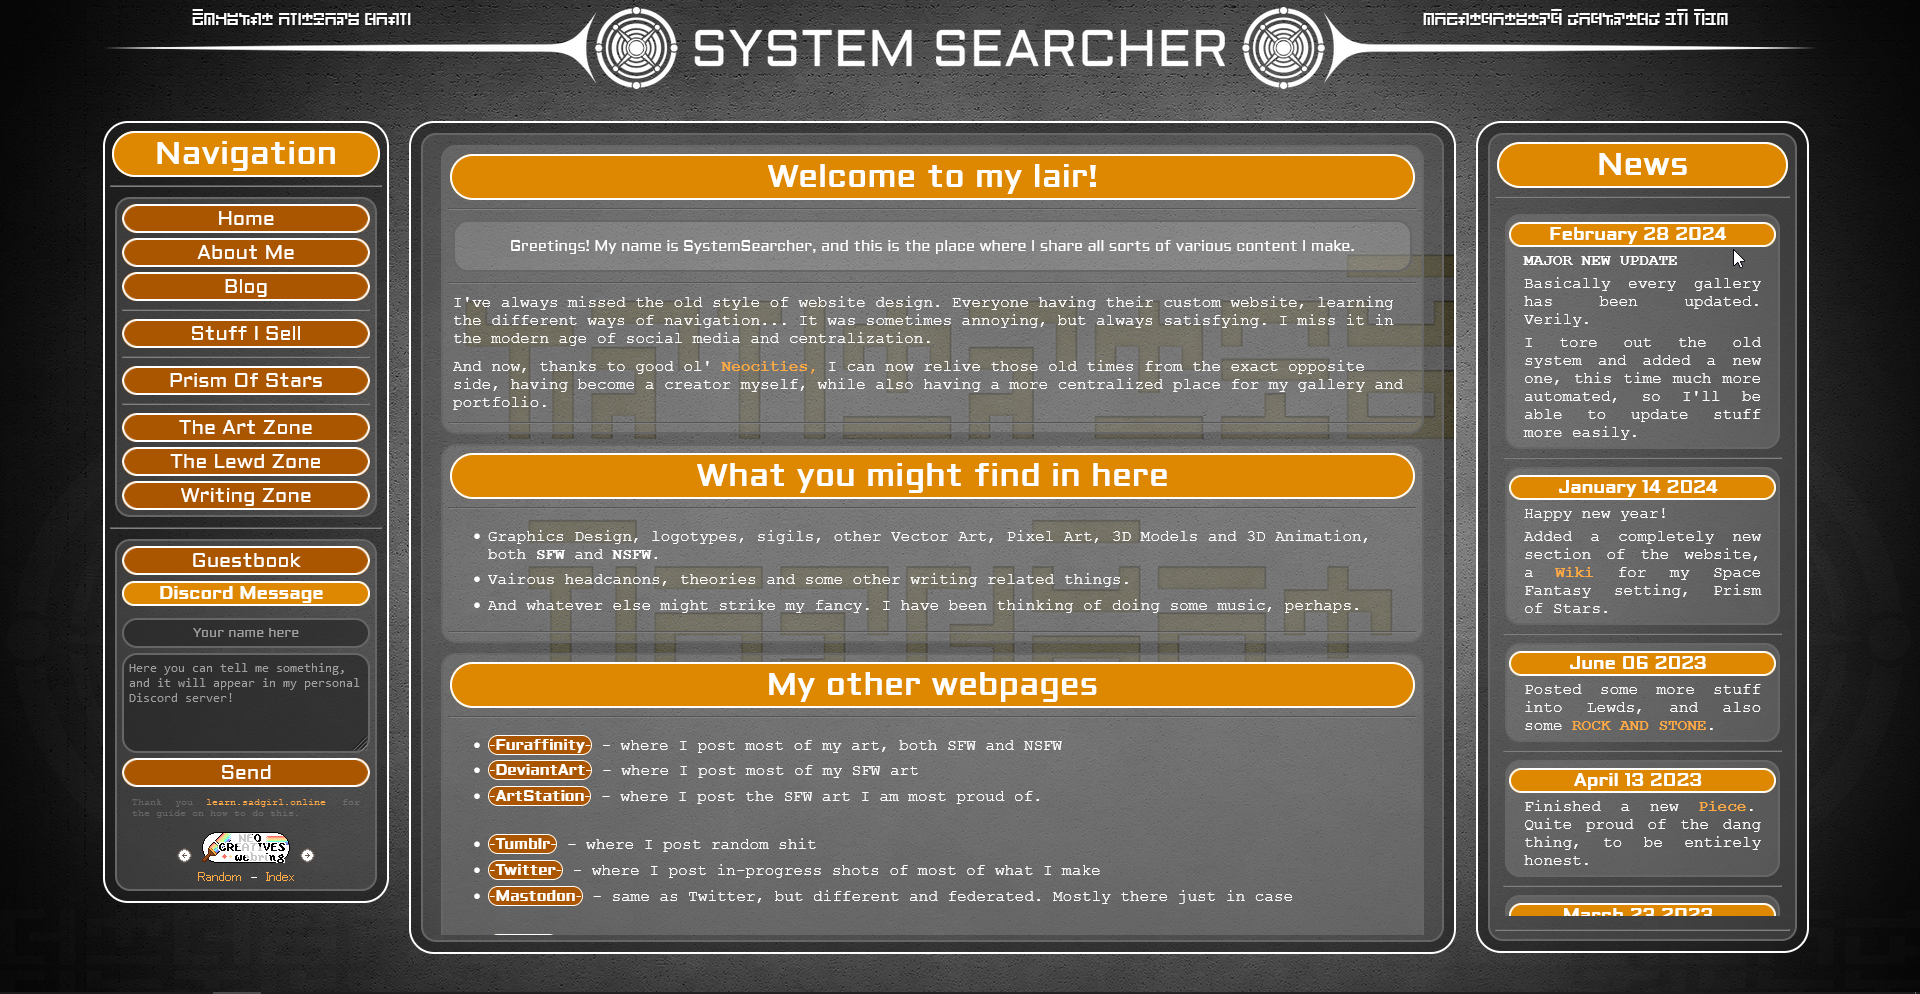 SYSTEM SEARCHER
Navigation
Home
About Me
Blog
Stuff I Sell
Prism Of Stars
The Art Zone
The Lewd Zone
Writing Zone
Guestbook
Discord Message
Your name here
Here you can tell me something,
and it will appear in my personal
Discord server!
Send
Thank you learn.sadgirl.online for
the guide on how to do this.
NEO
CREATIVES
webring
Random - Index
Welcome to my lair!
Greetings! My name is SystemSearcher, and this is the place where I share all sorts of various content I make.
I've always missed the old style of website design. Everyone having their custom website, learning
the different ways of navigation... It was sometimes annoying, but always satisfying. I miss it in
the modern age of social media and centralization.
And now, thanks to good ol' Neocities, I can now relive those old times from the exact opposite
side, having become a creator myself, while also having a more centralized place for my gallery and
portfolio.
What you might find in here
• Graphics Design, logotypes, sigils, other Vector Art, Pixel Art, 3D Models and 3D Animation,
both SFW and NSFW.
• Vairous headcanons, theories and some other writing related things.
• And whatever else might strike my fancy. I have been thinking of doing some music, perhaps.
My other webpages
• -Furaffinity- - where I post most of my art, both SFW and NSFW
• -DeviantArt- - where I post most of my SFW art
• -ArtStation- - where I post the SFW art I am most proud of.
• -Tumblr- - where I post random shit
• -Twitter- - where I post in-progress shots of most of what I make
• -Mastodon- - same as Twitter, but different and federated. Mostly there just in case
News
February 28 2024
MAJOR NEW UPDATE
Basically every gallery
has been updated.
Verily.
I tore out the old
system and added a new
one, this time much more
automated, so I'll be
able to update stuff
more easily.
January 14 2024
Happy new year!
Added a completely new
section of the website,
a Wiki for my Space
Fantasy setting, Prism
of Stars.
June 06 2023
Posted some more stuff
into Lewds, and also
some ROCK AND STONE.
April 13 2023
Finished a new Piece.
Quite proud of the dang
thing, to be entirely
honest.
March 23 2023